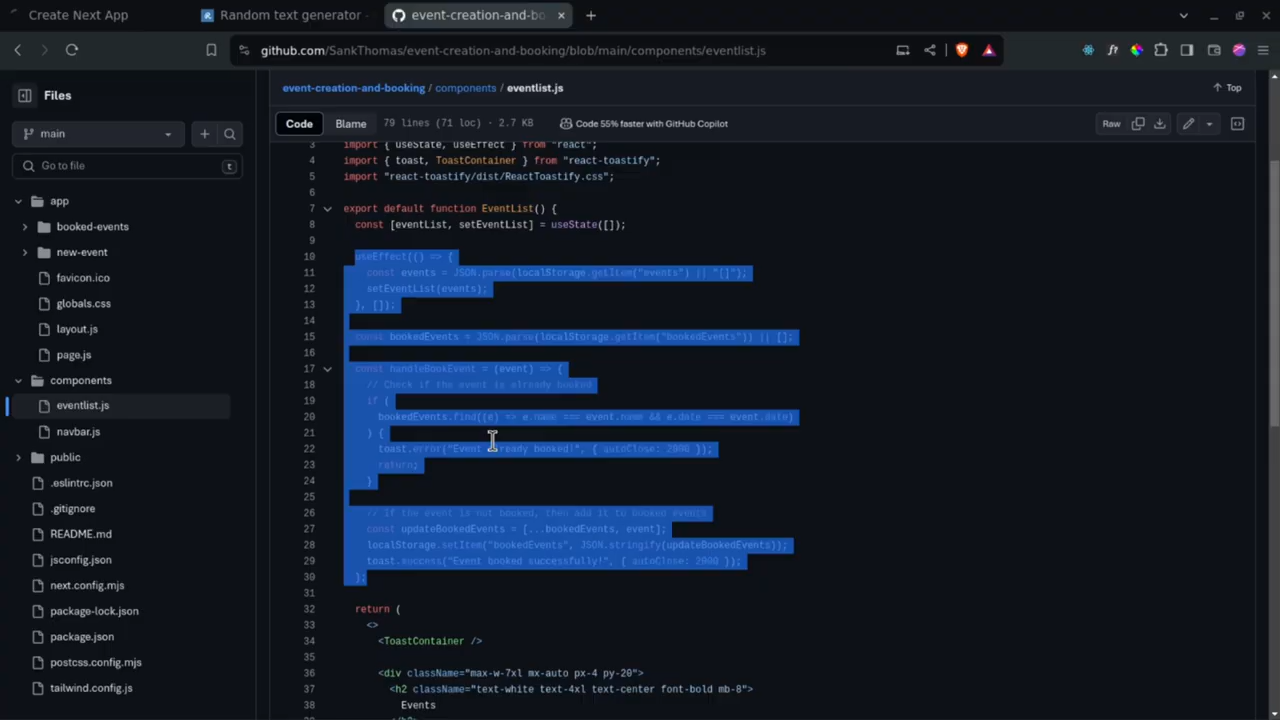 Create Next App
Random text generator
event-creation-and-bo
github.com/SankThomas/event-creation-and-booking/blob/main/components/eventlist.js
Files
event-creation-and-booking / components / eventlist.js
Top
main
Code
Blame
79 lines (71 loc) · 2.7 KB
Code 55% faster with GitHub Copilot
Raw
Go to file
t
app
booked-events
new-event
favicon.ico
globals.css
layout.js
page.js
components
eventlist.js
navbar.js
public
.eslintrc.json
.gitignore
README.md
jsconfig.json
next.config.mjs
package-lock.json
package.json
postcss.config.mjs
tailwind.config.js
3 import { useState, useEffect } from "react";
4 import { toast, ToastContainer } from "react-toastify";
5 import "react-toastify/dist/ReactToastify.css";
6
7 export default function EventList() {
8 const [eventList, setEventList] = useState([]);
9
10 useEffect(() => {
11 const events = JSON.parse(localStorage.getItem("events") || "[]");
12 setEventList(events);
13 }, []);
14
15 const bookedEvents = JSON.parse(localStorage.getItem("bookedEvents")) || [];
16
17 const handleBookEvent = (event) => {
18 // Check if the event is already booked
19 if (
20 bookedEvents.find((e) => e.name === event.name && e.date === event.date)
21 ) {
22 toast.error("Event already booked!", { autoClose: 2000 });
23 return;
24 }
25
26 // If the event is not booked, then add it to booked events
27 const updateBookedEvents = [...bookedEvents, event];
28 localStorage.setItem("bookedEvents", JSON.stringify(updateBookedEvents));
29 toast.success("Event booked successfully!", { autoClose: 2000 });
30 };
31
32 return (
33 <>
34 <ToastContainer />
35
36 <div className="max-w-7xl mx-auto px-4 py-20">
37 <h2 className="text-white text-4xl text-center font-bold mb-8">
38 Events